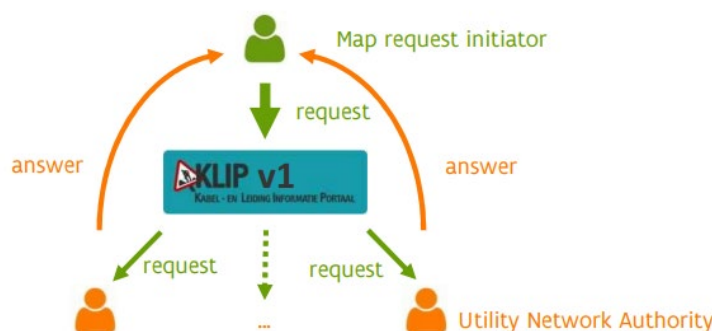 Map request initiator
request
answer
answer
KLIP v1
KABEL- EN LEIDING INFORMATIE PORTAAL
request
request
...
Utility Network Authority